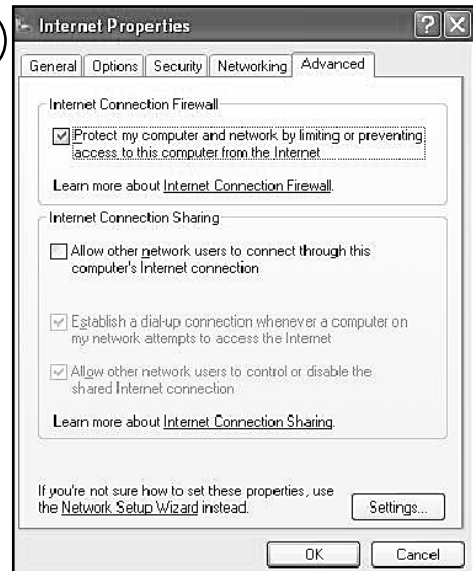 Internet Properties
General Options Security Networking Advanced
Internet Connection Firewall
Protect my computer and network by limiting or preventing
access to this computer from the Internet
Learn more about Internet Connection Firewall.
Internet Connection Sharing
Allow other network users to connect through this
computer's Internet connection
Establish a dial-up connection whenever a computer on
my network attempts to access the Internet
Allow other network users to control or disable the
shared Internet connection
Learn more about Internet Connection Sharing.
If you're not sure how to set these properties, use
the Network Setup Wizard instead.
Settings...
OK Cancel